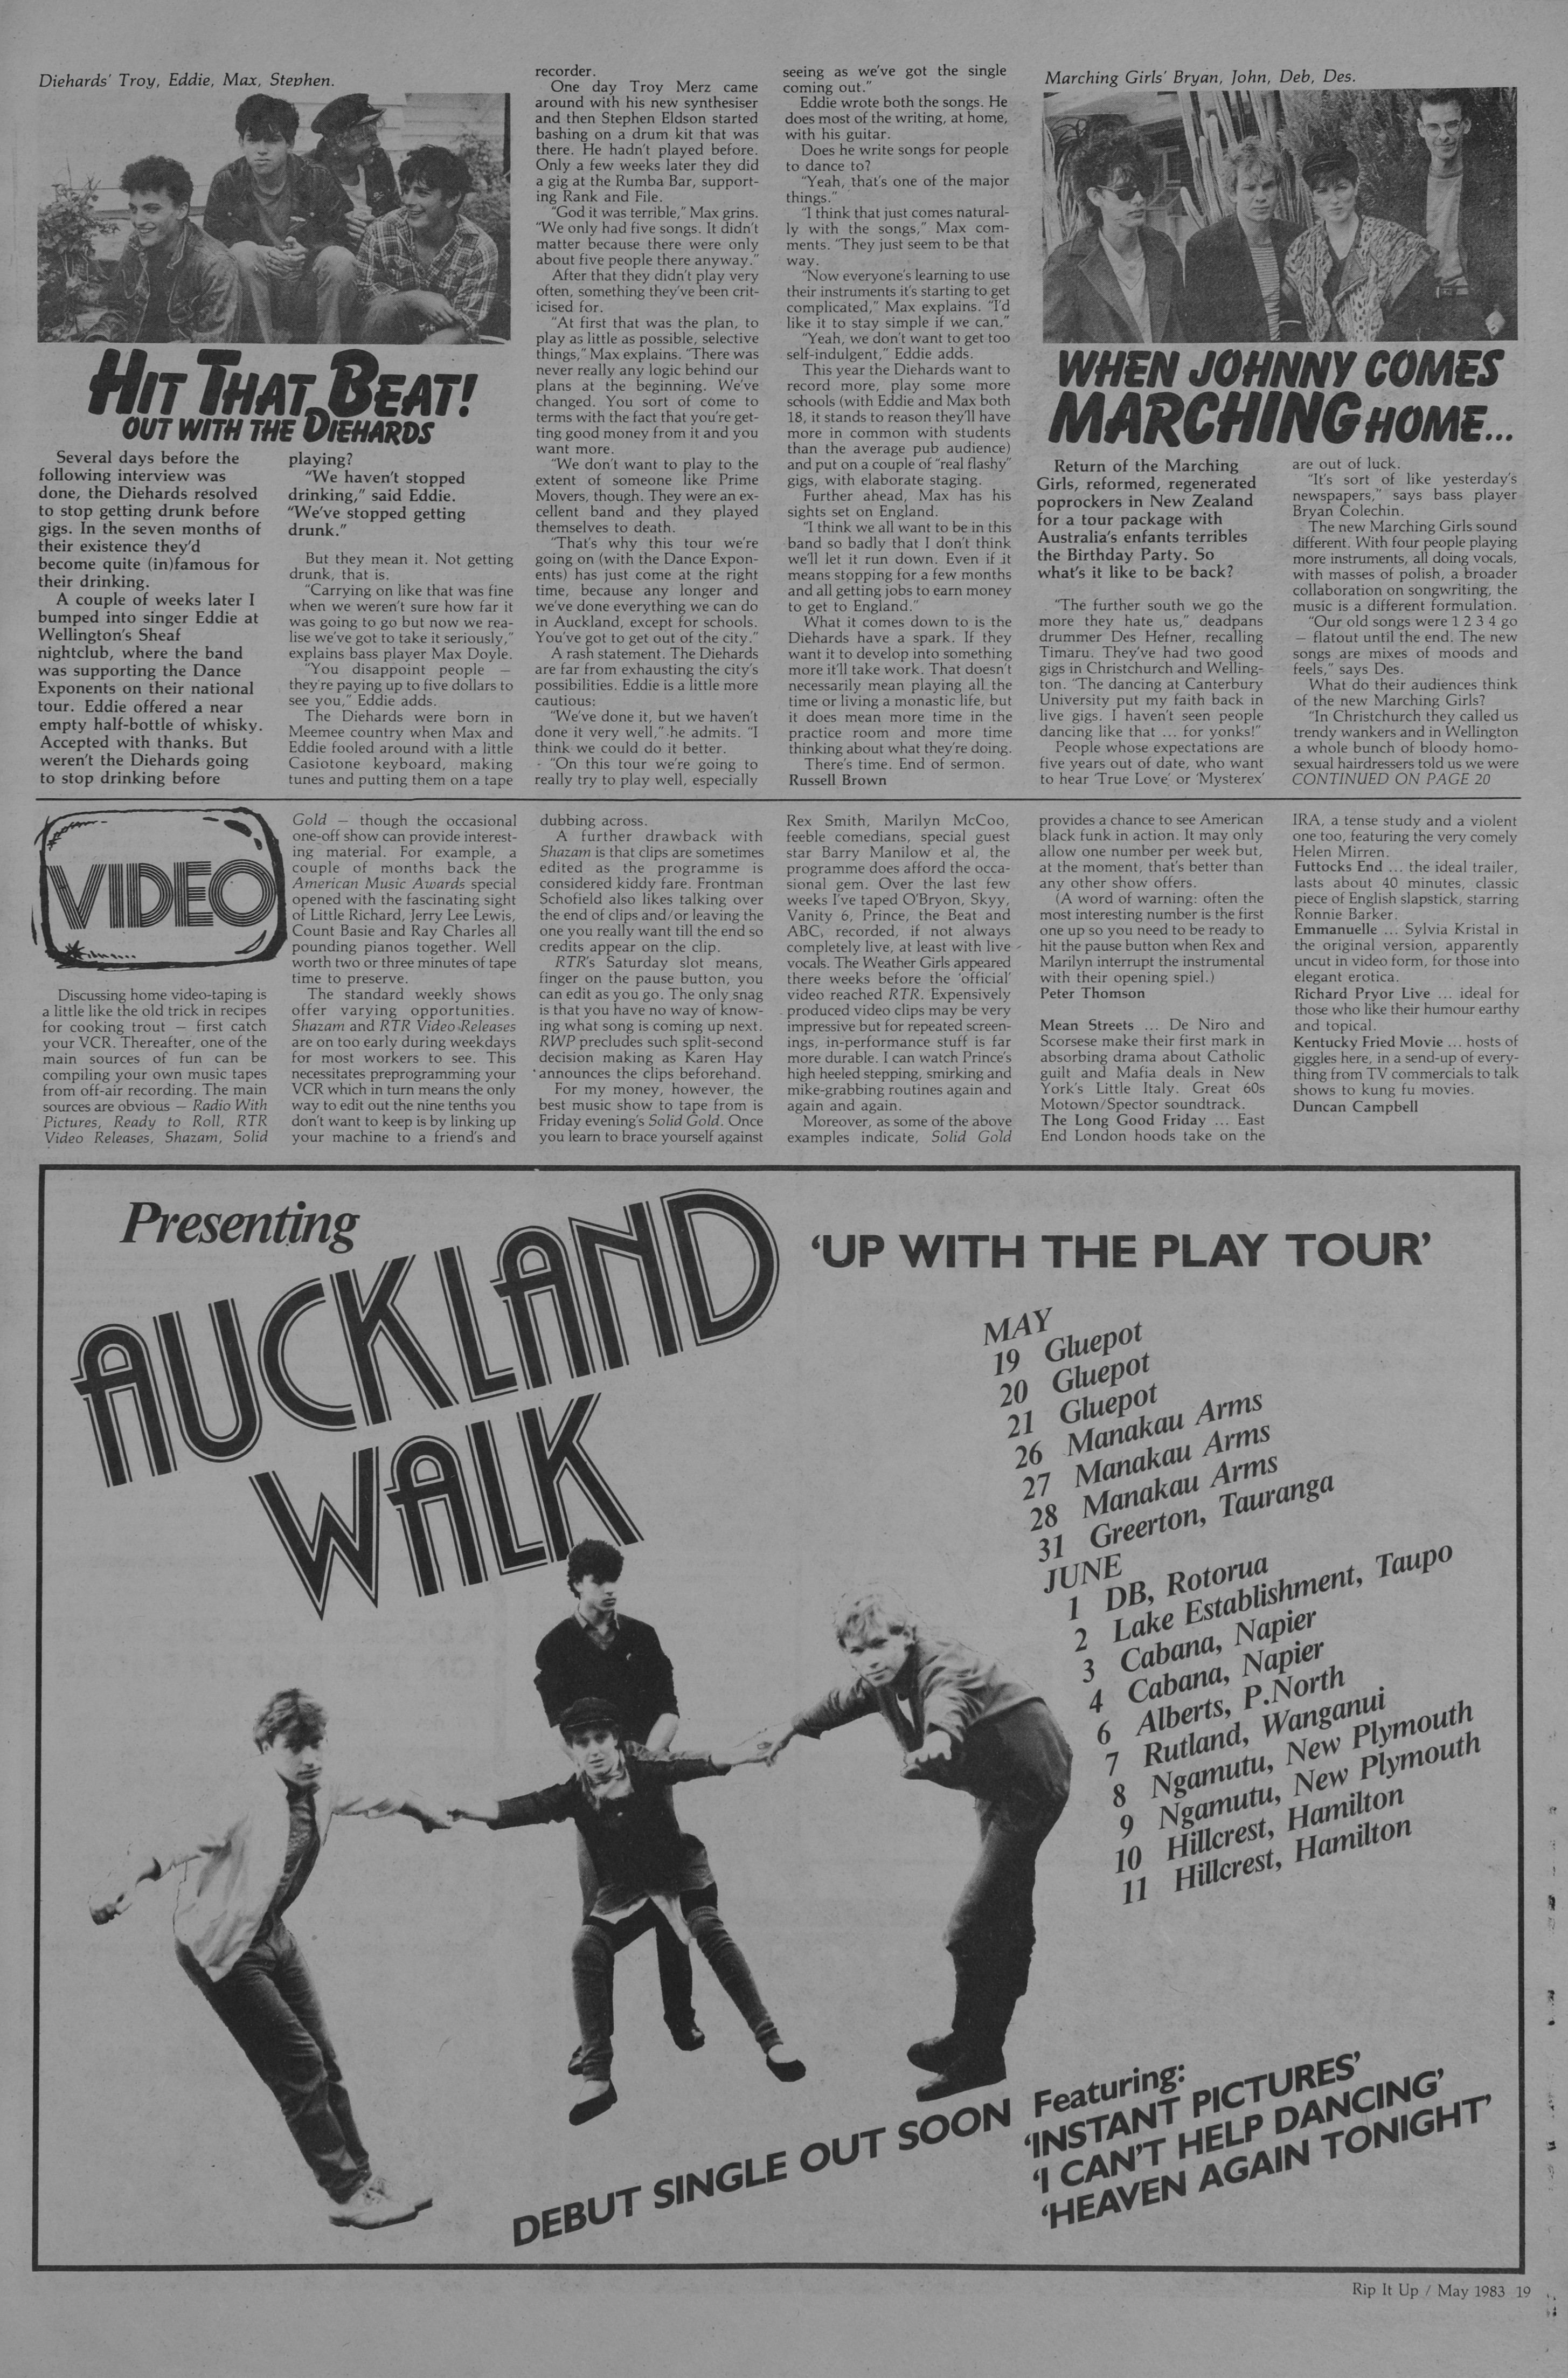 Diehards' Troy, Eddie, Max, Stephen.
HIT THAT BEAT!
OUT WITH THE DIEHARDS
Several days before the
following interview was
done, the Diehards resolved
to stop getting drunk before
gigs. In the seven months of
their existence they'd
become quite (in)famous for
their drinking.
A couple of weeks later I
bumped into singer Eddie at
Wellington's Sheaf
nightclub, where the band
was supporting the Dance
Exponents on their national
tour. Eddie offered a near
empty half-bottle of whisky.
Accepted with thanks. But
weren't the Diehards going
to stop drinking before
playing?
"We haven't stopped
drinking," said Eddie.
"We've stopped getting
drunk."
But they mean it. Not getting
drunk, that is.
"Carrying on like that was fine
when we weren't sure how far it
was going to go but now we rea-
lise we've got to take it seriously,"
explains bass player Max Doyle.
"You disappoint people —
they're paying up to five dollars to
see you," Eddie adds.
The Diehards were born in
Meemee country when Max and
Eddie fooled around with a little
Casiotone keyboard, making
tunes and putting them on a tape
recorder.
One day Troy Merz came
around with his new synthesiser
and then Stephen Eldson started
bashing on a drum kit that was
there. He hadn't played before.
Only a few weeks later they did
a gig at the Rumba Bar, support-
ing Rank and File.
"God it was terrible," Max grins.
"We only had five songs. It didn't
matter because there were only
about five people there anyway."
After that they didn't play very
often, something they've been crit-
icised for.
"At first that was the plan, to
play as little as possible, selective
things," Max explains. "There was
never really any logic behind our
plans at the beginning. We've
changed. You sort of come to
terms with the fact that you're get-
ting good money from it and you
want more.
"We don't want to play to the
extent of someone like Prime
Movers, though. They were an ex-
cellent band and they played
themselves to death.
"That's why this tour we're
going on (with the Dance Expon-
ents) has just come at the right
time, because any longer and
we've done everything we can do
in Auckland, except for schools.
You've got to get out of the city."
A rash statement. The Diehards
are far from exhausting the city's
possibilities. Eddie is a little more
cautious:
"We've done it, but we haven't
done it very well," he admits. "I
think we could do it better.
"On this tour we're going to
really try to play well, especially
seeing as we've got the single
coming out."
Eddie wrote both the songs. He
does most of the writing, at home,
with his guitar.
Does he write songs for people
to dance to?
"Yeah, that's one of the major
things."
"I think that just comes natural-
ly with the songs," Max com-
ments. "They just seem to be that
way.
"Now everyone's learning to use
their instruments it's starting to get
complicated," Max explains. "I'd
like it to stay simple if we can."
"Yeah, we don't want to get too
self-indulgent," Eddie adds.
This year the Diehards want to
record more, play some more
schools (with Eddie and Max both
18, it stands to reason they'll have
more in common with students
than the average pub audience)
and put on a couple of "real flashy"
gigs, with elaborate staging.
Further ahead, Max has his
sights set on England.
"I think we all want to be in this
band so badly that I don't think
we'll let it run down. Even if it
means stopping for a few months
and all getting jobs to earn money
to get to England."
What it comes down to is the
Diehards have a spark. If they
want it to develop into something
more it'll take work. That doesn't
necessarily mean playing all the
time or living a monastic life, but
it does mean more time in the
practice room and more time
thinking about what they're doing.
There's time. End of sermon.
Russell Brown
Marching Girls' Bryan, John, Deb, Des.
WHEN JOHNNY COMES
MARCHING HOME...
Return of the Marching
Girls, reformed, regenerated
poprockers in New Zealand
for a tour package with
Australia's enfants terribles
the Birthday Party. So
what's it like to be back?
"The further south we go the
more they hate us," deadpans
drummer Des Hefner, recalling
Timaru. They've had two good
gigs in Christchurch and Welling-
ton. "The dancing at Canterbury
University put my faith back in
live gigs. I haven't seen people
dancing like that ... for yonks!"
People whose expectations are
five years out of date, who want
to hear 'True Love' or 'Mysterex'
are out of luck.
"It's sort of like yesterday's
newspapers," says bass player
Bryan Colechin.
The new Marching Girls sound
different. With four people playing
more instruments, all doing vocals,
with masses of polish, a broader
collaboration on songwriting, the
music is a different formulation.
"Our old songs were 1 2 3 4 go
— flatout until the end. The new
songs are mixes of moods and
feels," says Des.
What do their audiences think
of the new Marching Girls?
"In Christchurch they called us
trendy wankers and in Wellington
a whole bunch of bloody homo-
sexual hairdressers told us we were
CONTINUED ON PAGE 20
VIDEO
Discussing home video-taping is
a little like the old trick in recipes
for cooking trout — first catch
your VCR. Thereafter, one of the
main sources of fun can be
compiling your own music tapes
from off-air recording. The main
sources are obvious — Radio With
Pictures, Ready to Roll, RTR
Video Releases, Shazam, Solid
Gold — though the occasional
one-off show can provide interest-
ing material. For example, a
couple of months back the
American Music Awards special
opened with the fascinating sight
of Little Richard, Jerry Lee Lewis,
Count Basie and Ray Charles all
pounding pianos together. Well
worth two or three minutes of tape
time to preserve.
The standard weekly shows
offer varying opportunities.
Shazam and RTR Video Releases
are on too early during weekdays
for most workers to see. This
necessitates preprogramming your
VCR which in turn means the only
way to edit out the nine tenths you
don't want to keep is by linking up
your machine to a friend's and
dubbing across.
A further drawback with
Shazam is that clips are sometimes
edited as the programme is
considered kiddy fare. Frontman
Schofield also likes talking over
the end of clips and/or leaving the
one you really want till the end so
credits appear on the clip.
RTR's Saturday slot means,
finger on the pause button, you
can edit as you go. The only snag
is that you have no way of know-
ing what song is coming up next.
RWP precludes such split-second
decision making as Karen Hay
announces the clips beforehand.
For my money, however, the
best music show to tape from is
Friday evening's Solid Gold. Once
you learn to brace yourself against
Rex Smith, Marilyn McCoo,
feeble comedians, special guest
star Barry Manilow et al, the
programme does afford the occa-
sional gem. Over the last few
weeks I've taped O'Bryon, Skyy,
Vanity 6, Prince, the Beat and
ABC, recorded, if not always
completely live, at least with live
vocals. The Weather Girls appeared
there weeks before the 'official'
video reached RTR. Expensively
produced video clips may be very
impressive but for repeated screen-
ings, in-performance stuff is far
more durable. I can watch Prince's
high heeled stepping, smirking and
mike-grabbing routines again and
again and again.
Moreover, as some of the above
examples indicate, Solid Gold
provides a chance to see American
black funk in action. It may only
allow one number per week but,
at the moment, that's better than
any other show offers.
(A word of warning: often the
most interesting number is the first
one up so you need to be ready to
hit the pause button when Rex and
Marilyn interrupt the instrumental
with their opening spiel.)
Peter Thomson
Mean Streets ... De Niro and
Scorsese make their first mark in
absorbing drama about Catholic
guilt and Mafia deals in New
York's Little Italy. Great 60s
Motown/Spector soundtrack.
The Long Good Friday ... East
End London hoods take on the
IRA, a tense study and a violent
one too, featuring the very comely
Helen Mirren.
Futtocks End ... the ideal trailer,
lasts about 40 minutes, classic
piece of English slapstick, starring
Ronnie Barker.
Emmanuelle ... Sylvia Kristal in
the original version, apparently
uncut in video form, for those into
elegant erotica.
Richard Pryor Live ... ideal for
those who like their humour earthy
and topical.
Kentucky Fried Movie ... hosts of
giggles here, in a send-up of every-
thing from TV commercials to talk
shows to kung fu movies.
Duncan Campbell
Presenting
AUCKLAND
WALK
'UP WITH THE PLAY TOUR'
MAY
19 Gluepot
20 Gluepot
21 Gluepot
26 Manakau Arms
27 Manakau Arms
28 Manakau Arms
31 Greerton, Tauranga
JUNE
1 DB, Rotorua
2 Lake Establishment, Taupo
3 Cabana, Napier
4 Cabana, Napier
6 Alberts, P.North
7 Rutland, Wanganui
8 Ngamutu, New Plymouth
9 Ngamutu, New Plymouth
10 Hillcrest, Hamilton
11 Hillcrest, Hamilton
DEBUT SINGLE OUT SOON Featuring:
'INSTANT PICTURES'
'I CAN'T HELP DANCING'
'HEAVEN AGAIN TONIGHT'
Rip It Up / May 1983 19